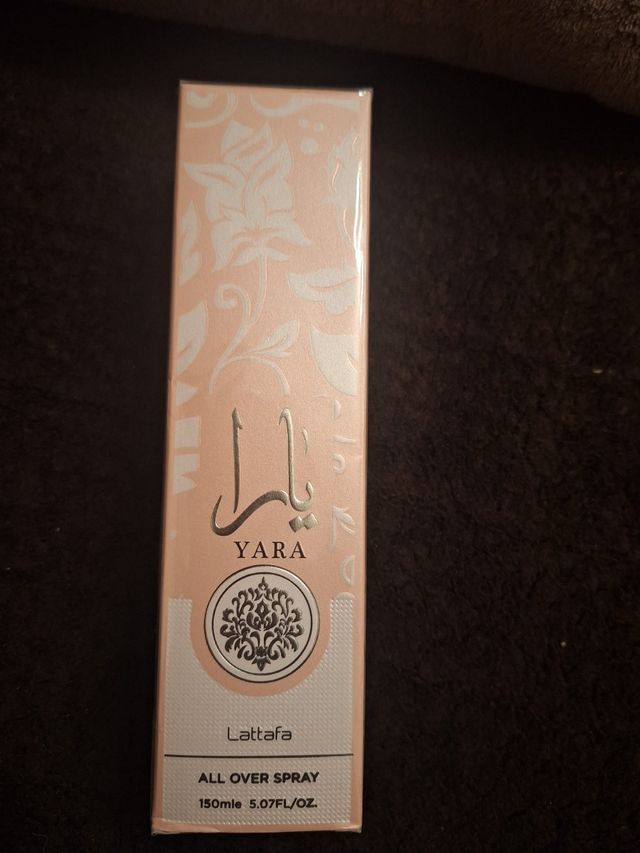 يارا
YARA
Lattafa
ALL OVER SPRAY
150mle 5.07FL/OZ.